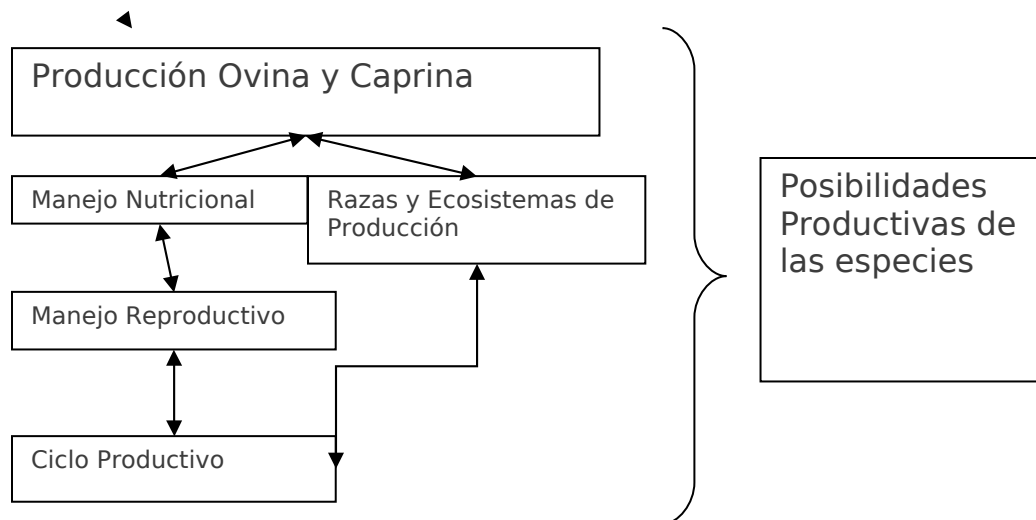 Producción Ovina y Caprina
Manejo Nutricional
Razas y Ecosistemas de
Producción
Manejo Reproductivo
Ciclo Productivo
Posibilidades
Productivas de
las especies